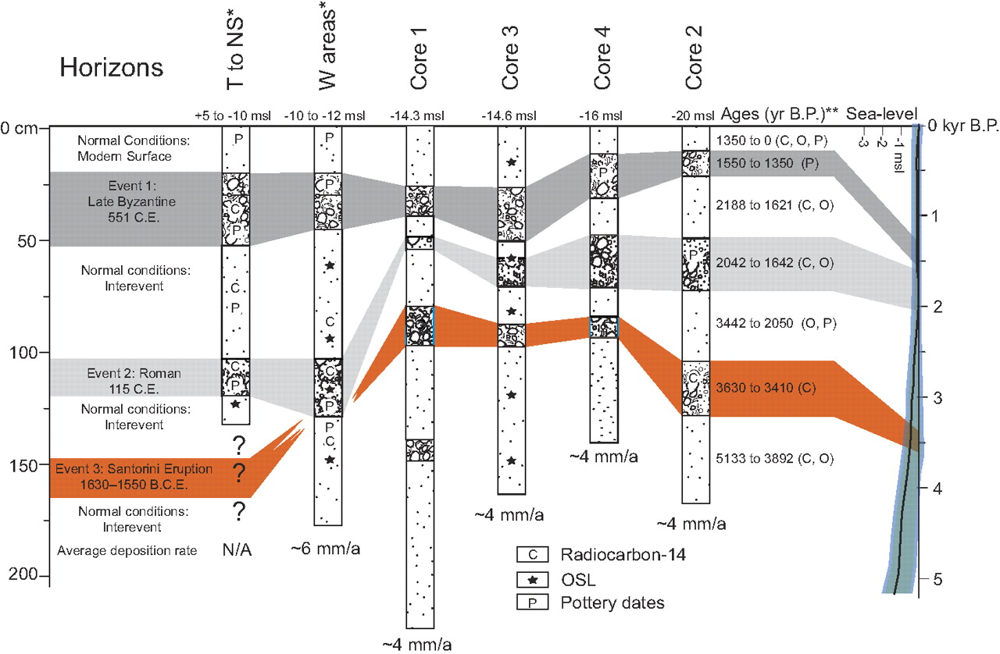 Horizons
T to NS*
W areas*
Core 1
Core 3
Core 4
Core 2
+5 to -10 msl
-10 to -12 msl
-14.3 msl
-14.6 msl
-16 msl
-20 msl
Ages (yr B.P.)**
Sea-level
0 cm
50
100
150
200
0 kyr B.P.
1
2
3
4
5
-3
-2
-1 msl
Normal Conditions:
Modern Surface
Event 1:
Late Byzantine
551 C.E.
Normal conditions:
Interevent
Event 2: Roman
115 C.E.
Normal conditions:
Interevent
Event 3: Santorini Eruption
1630–1550 B.C.E.
Normal conditions:
Interevent
Average deposition rate
P
C
P
C
P
C
P
?
?
?
N/A
P
P
C
C
P
P
C
~6 mm/a
~4 mm/a
~4 mm/a
P
~4 mm/a
P
C
~4 mm/a
1350 to 0 (C, O, P)
1550 to 1350 (P)
2188 to 1621 (C, O)
2042 to 1642 (C, O)
3442 to 2050 (O, P)
3630 to 3410 (C)
5133 to 3892 (C, O)
C Radiocarbon-14
OSL
P Pottery dates